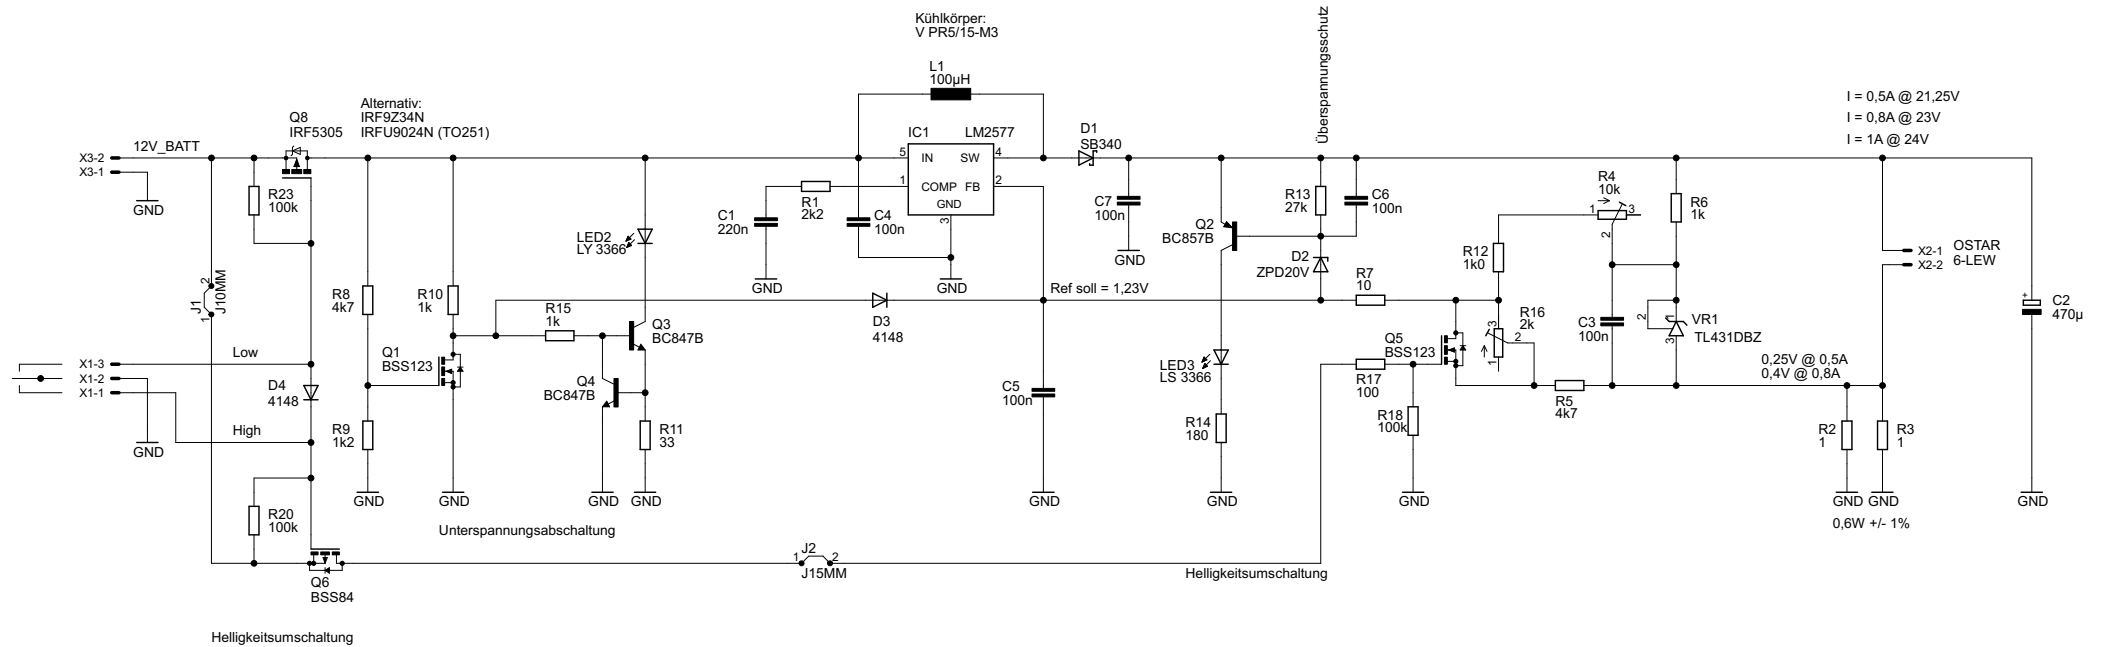 Kühlkörper:
V PR5/15-M3
L1
100µH
Überspannungsschutz
I = 0,5A @ 21,25V
I = 0,8A @ 23V
I = 1A @ 24V
Alternativ:
IRF9Z34N
IRFU9024N (TO251)
Q8
IRF5305
12V_BATT
X3-2
X3-1
GND
R23
100k
IC1
LM2577
5
IN
SW
4
1
COMP
FB
2
GND
3
D1
SB340
R1
2k2
C1
220n
GND
C4
100n
GND
C7
100n
GND
Q2
BC857B
R13
27k
C6
100n
D2
ZPD20V
R4
10k
1
3
2
R6
1k
R12
1k0
X2-1
X2-2
OSTAR
6-LEW
C2
470µ
+
GND
LED2
LY 3366
J1
J10MM
2
1
R8
4k7
R10
1k
R15
1k
Q3
BC847B
Q4
BC847B
R11
33
D3
4148
Ref soll = 1,23V
R7
10
R16
2k
3
2
1
C3
100n
VR1
TL431DBZ
2
1
3
Q1
BSS123
R9
1k2
GND
GND
GND
GND
Unterspannungsabschaltung
X1-3
X1-2
X1-1
Low
High
GND
D4
4148
C5
100n
GND
LED3
LS 3366
R14
180
GND
Q5
BSS123
R17
100
R18
100k
GND
R5
4k7
0,25V @ 0,5A
0,4V @ 0,8A
R2
1
R3
1
GND
GND
0,6W +/- 1%
R20
100k
Q6
BSS84
J2
1
2
J15MM
Helligkeitsumschaltung
Helligkeitsumschaltung